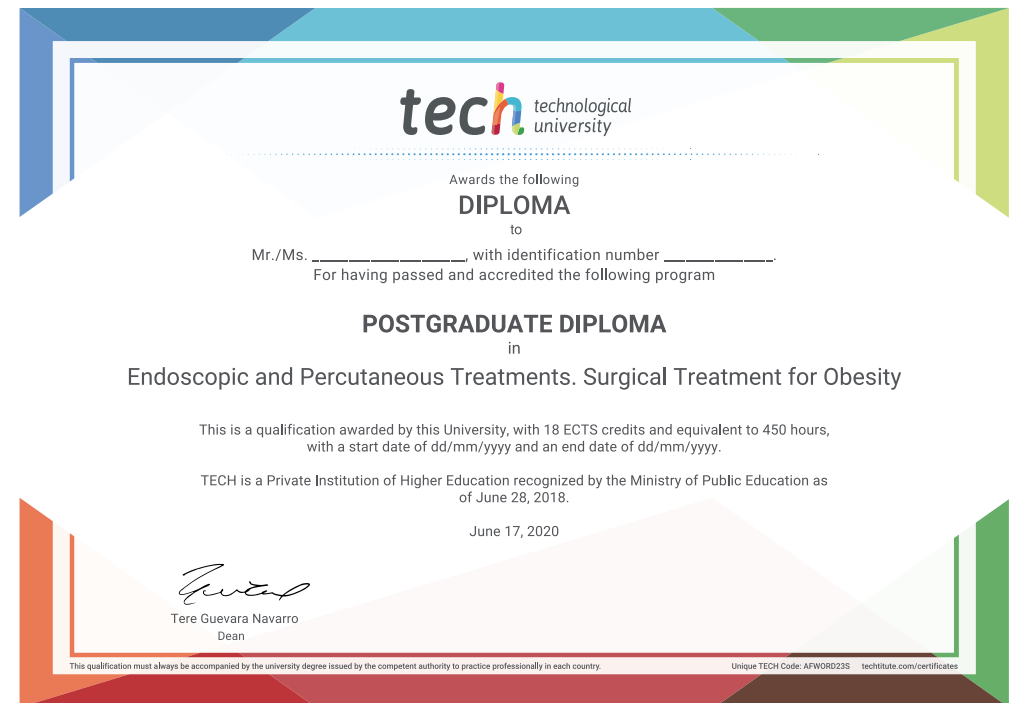 tech technological
university
Awards the following
DIPLOMA
to
Mr./Ms. ____________________, with identification number ______________.
For having passed and accredited the following program
POSTGRADUATE DIPLOMA
in
Endoscopic and Percutaneous Treatments. Surgical Treatment for Obesity
This is a qualification awarded by this University, with 18 ECTS credits and equivalent to 450 hours,
with a start date of dd/mm/yyyy and an end date of dd/mm/yyyy.
TECH is a Private Institution of Higher Education recognized by the Ministry of Public Education as
of June 28, 2018.
June 17, 2020
Tere Guevara Navarro
Dean
This qualification must always be accompanied by the university degree issued by the competent authority to practice professionally in each country.
Unique TECH Code: AFWORD23S techtitute.com/certificates